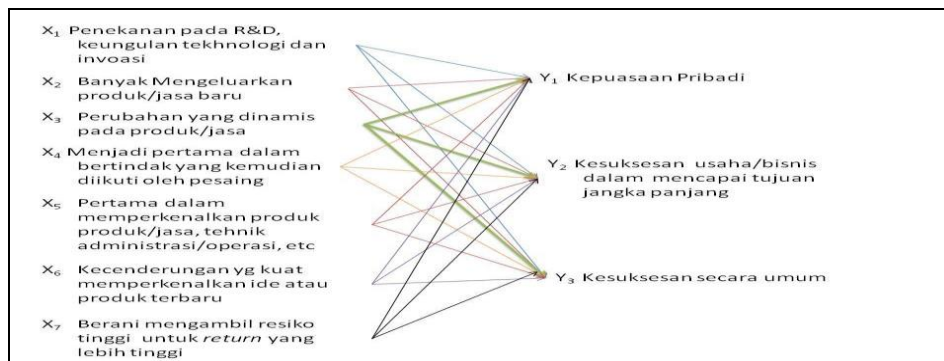 X₁ Penekanan pada R&D,
keungulan tekhnologi dan
invoasi
X₂ Banyak Mengeluarkan
produk/jasa baru
X₃ Perubahan yang dinamis
pada produk/jasa
X₄ Menjadi pertama dalam
bertindak yang kemudian
diikuti oleh pesaing
X₅ Pertama dalam
memperkenalkan produk
produk/jasa, tehnik
administrasi/operasi, etc
X₆ Kecenderungan yg kuat
memperkenalkan ide atau
produk terbaru
X₇ Berani mengambil resiko
tinggi untuk return yang
lebih tinggi
Y₁ Kepuasaan Pribadi
Y₂ Kesuksesan usaha/bisnis
dalam mencapai tujuan
jangka panjang
Y₃ Kesuksesan secara umum